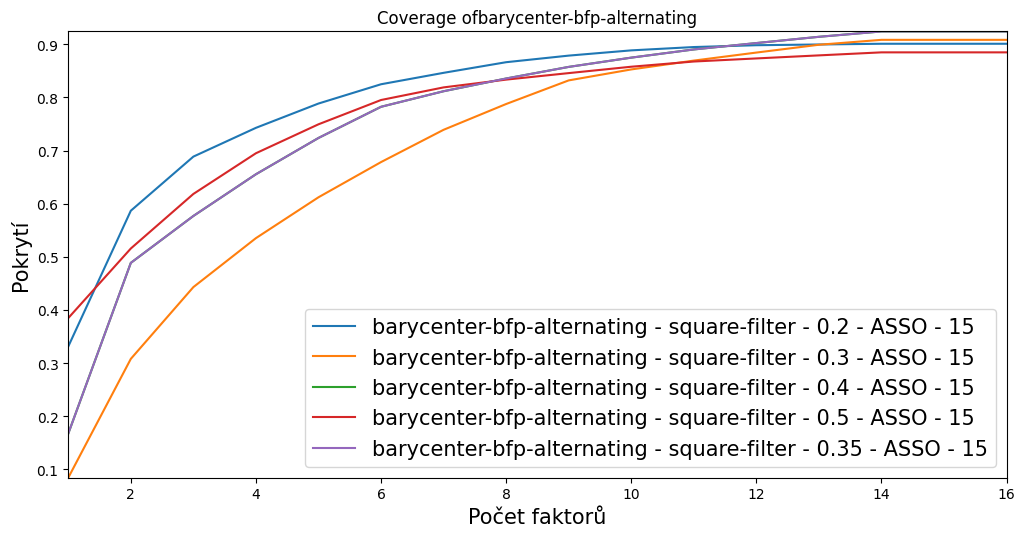 Coverage ofbarycenter-bfp-alternating
0.9
0.8
0.7
0.6
0.5
0.4
0.3
0.2
0.1
Pokrytí
barycenter-bfp-alternating - square-filter - 0.2 - ASSO - 15
barycenter-bfp-alternating - square-filter - 0.3 - ASSO - 15
barycenter-bfp-alternating - square-filter - 0.4 - ASSO - 15
barycenter-bfp-alternating - square-filter - 0.5 - ASSO - 15
barycenter-bfp-alternating - square-filter - 0.35 - ASSO - 15
2 4 6 8 10 12 14 16
Počet faktorů